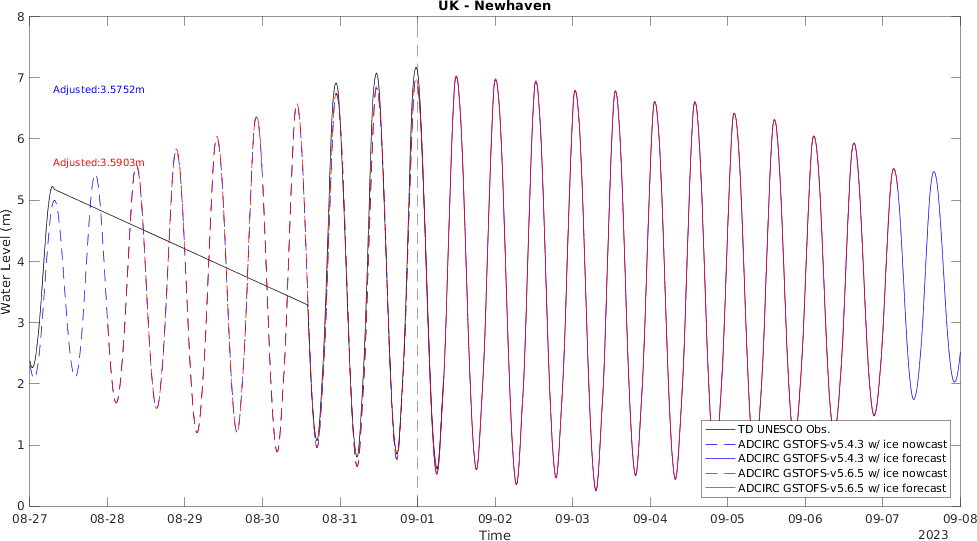 UK - Newhaven
8
7
6
5
4
3
2
1
0
Water Level (m)
Adjusted:3.5752m
Adjusted:3.5903m
TD UNESCO Obs.
ADCIRC GSTOFS-v5.4.3 w/ ice nowcast
ADCIRC GSTOFS-v5.4.3 w/ ice forecast
ADCIRC GSTOFS-v5.6.5 w/ ice nowcast
ADCIRC GSTOFS-v5.6.5 w/ ice forecast
08-27 08-28 08-29 08-30 08-31 09-01 09-02 09-03 09-04 09-05 09-06 09-07 09-08
Time
2023